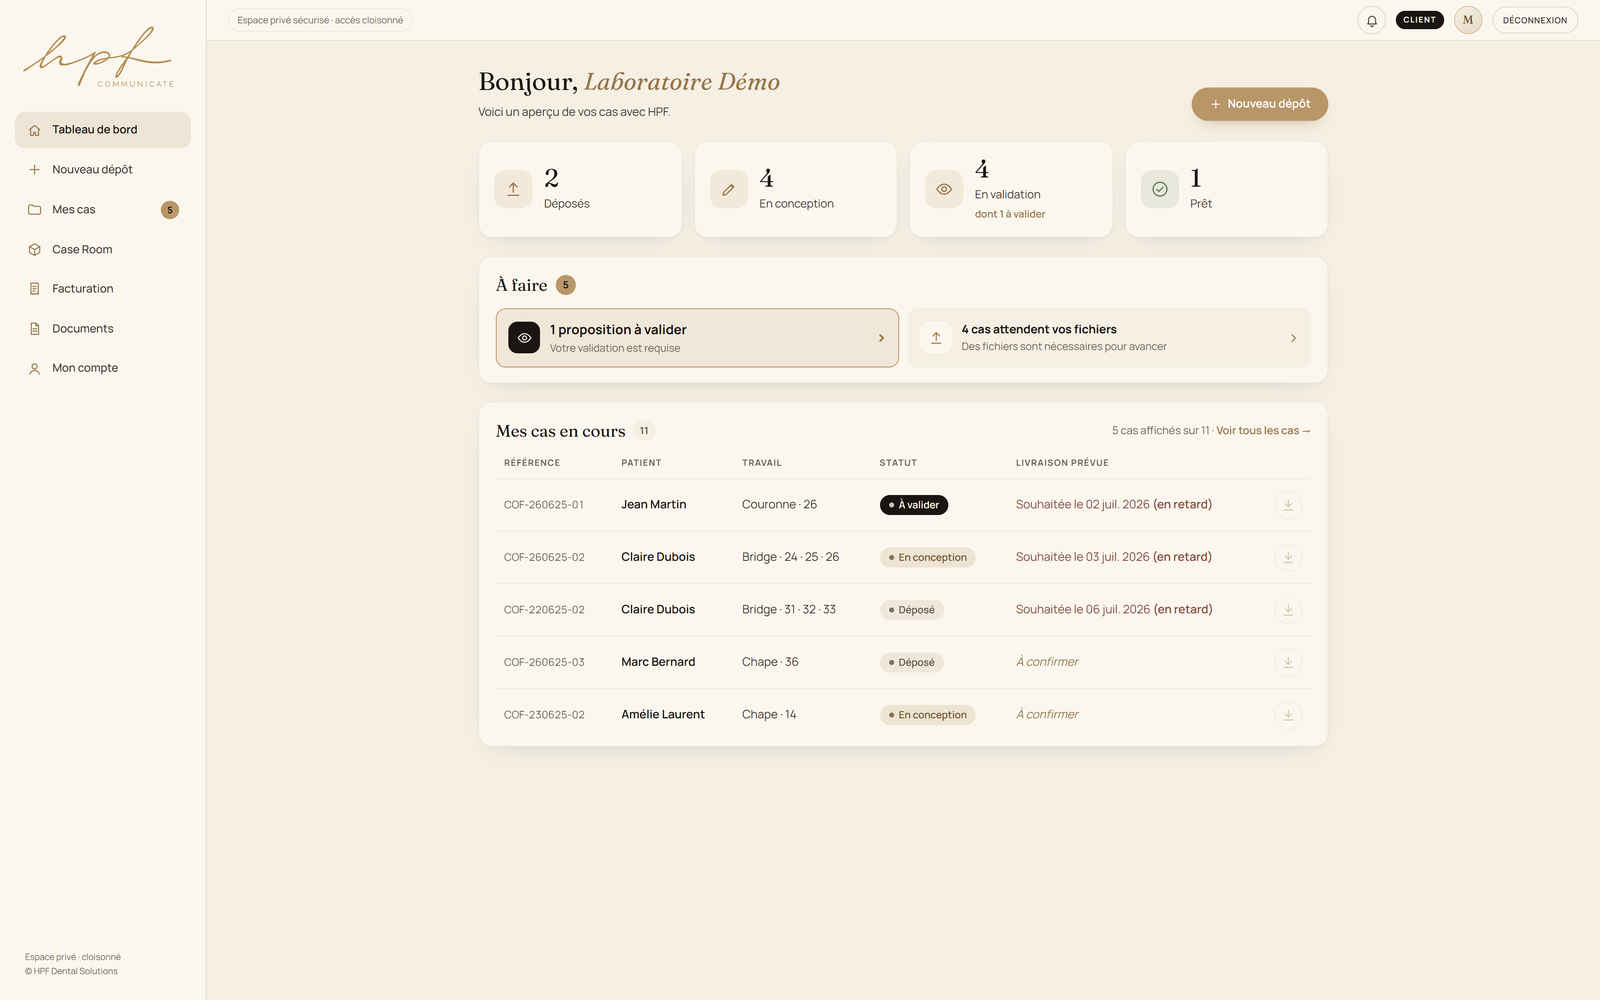 hpf
COMMUNICATE
Tableau de bord
Nouveau dépôt
Mes cas 5
Case Room
Facturation
Documents
Mon compte
Espace privé · cloisonné
© HPF Dental Solutions
Espace privé sécurisé · accès cloisonné
CLIENT M DÉCONNEXION
Bonjour, Laboratoire Démo
Voici un aperçu de vos cas avec HPF.
+ Nouveau dépôt
2
Déposés
4
En conception
4
En validation
dont 1 à valider
1
Prêt
À faire 5
1 proposition à valider
Votre validation est requise
4 cas attendent vos fichiers
Des fichiers sont nécessaires pour avancer
Mes cas en cours 11
5 cas affichés sur 11 · Voir tous les cas →
RÉFÉRENCE PATIENT TRAVAIL STATUT LIVRAISON PRÉVUE
COF-260625-01 Jean Martin Couronne · 26 À valider Souhaitée le 02 juil. 2026 (en retard)
COF-260625-02 Claire Dubois Bridge · 24 · 25 · 26 En conception Souhaitée le 03 juil. 2026 (en retard)
COF-220625-02 Claire Dubois Bridge · 31 · 32 · 33 Déposé Souhaitée le 06 juil. 2026 (en retard)
COF-260625-03 Marc Bernard Chape · 36 Déposé À confirmer
COF-230625-02 Amélie Laurent Chape · 14 En conception À confirmer